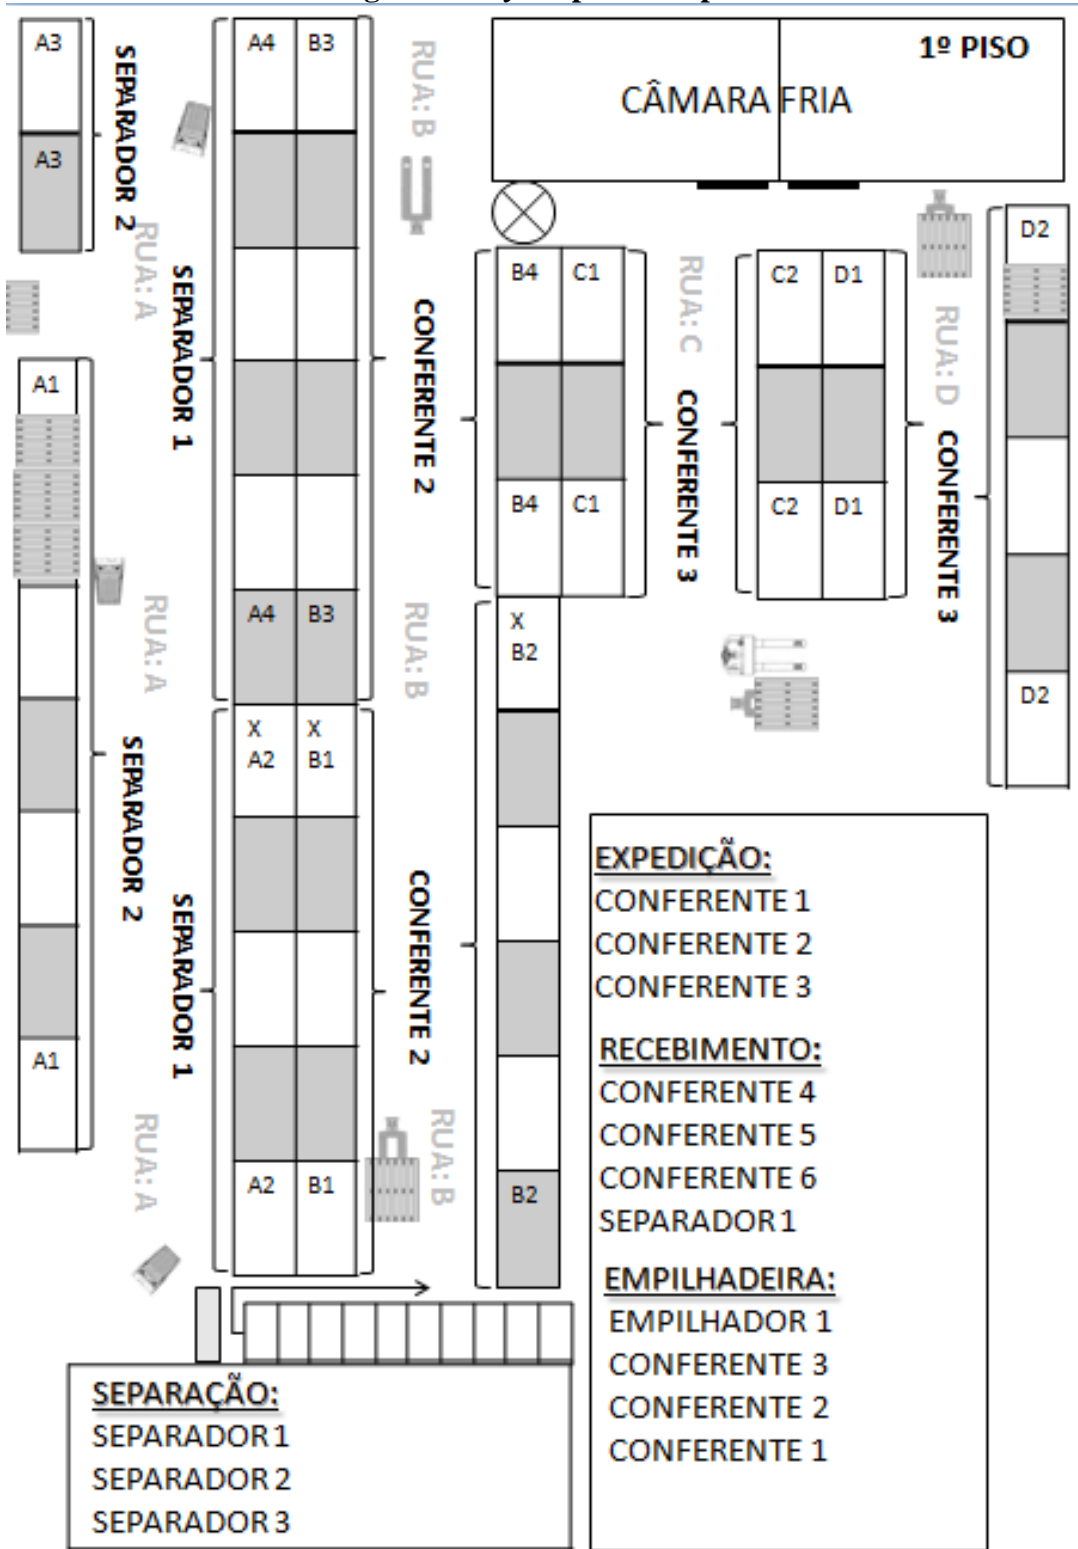 1º PISO
CÂMARA FRIA
A3
A3
SEPARADOR 2
RUA: A
A4 B3
RUA: B
SEPARADOR 1
CONFERENTE 2
B4 C1
B4 C1
RUA: C
CONFERENTE 3
C2 D1
C2 D1
RUA: D
CONFERENTE 3
D2
D2
A1
RUA: A
A4 B3
RUA: B
X
B2
X X
A2 B1
SEPARADOR 2
SEPARADOR 1
CONFERENTE 2
A1
RUA: A
A2 B1
RUA: B
B2
EXPEDIÇÃO:
CONFERENTE 1
CONFERENTE 2
CONFERENTE 3
RECEBIMENTO:
CONFERENTE 4
CONFERENTE 5
CONFERENTE 6
SEPARADOR 1
EMPILHADEIRA:
EMPILHADOR 1
CONFERENTE 3
CONFERENTE 2
CONFERENTE 1
SEPARAÇÃO:
SEPARADOR 1
SEPARADOR 2
SEPARADOR 3